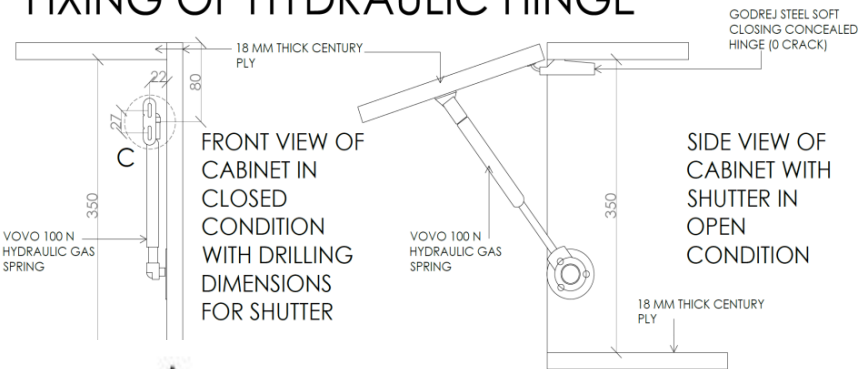 FIXING OF HYDRAULIC HINGE
GODREJ STEEL SOFT
CLOSING CONCEALED
HINGE (0 CRACK)
18 MM THICK CENTURY
PLY
22
80
27
C
350
FRONT VIEW OF
CABINET IN
CLOSED
CONDITION
WITH DRILLING
DIMENSIONS
FOR SHUTTER
VOVO 100 N
HYDRAULIC GAS
SPRING
VOVO 100 N
HYDRAULIC GAS
SPRING
350
SIDE VIEW OF
CABINET WITH
SHUTTER IN
OPEN
CONDITION
18 MM THICK CENTURY
PLY